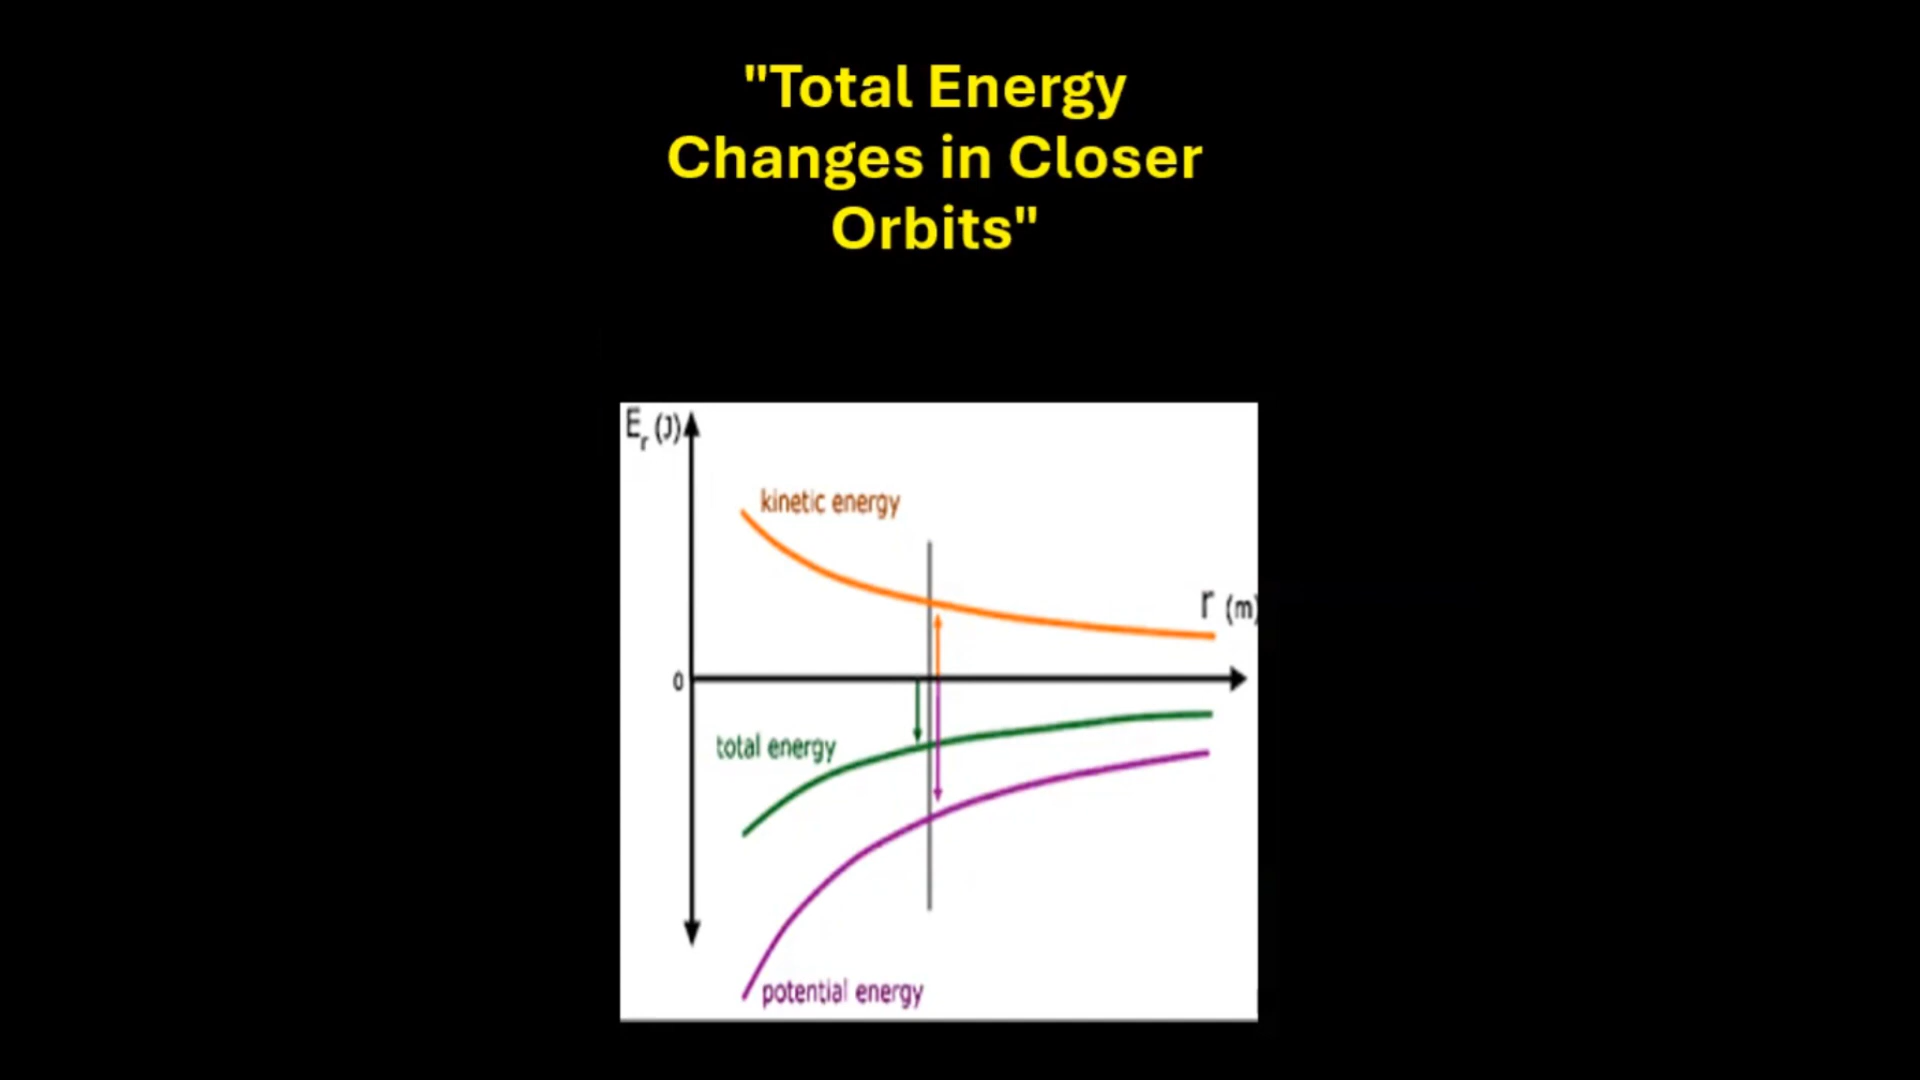 "Total Energy
Changes in Closer
Orbits"
Er (J)
kinetic energy
r (m)
0
total energy
potential energy